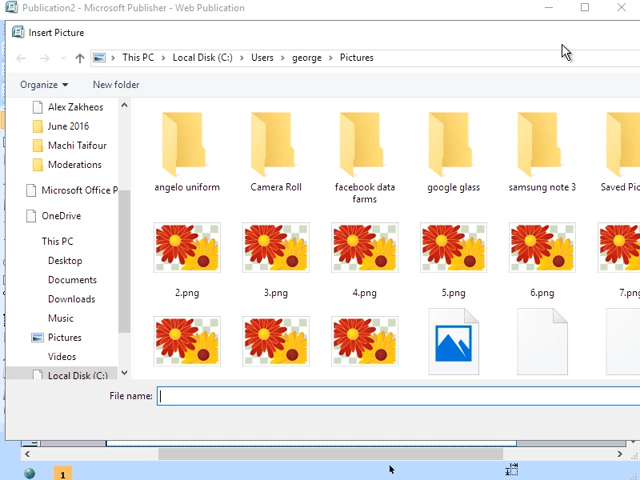 Publication2 - Microsoft Publisher - Web Publication
Insert Picture
This PC > Local Disk (C:) > Users > george > Pictures
Organize New folder
Alex Zakheos
June 2016
Machi Taifour
Moderations
Microsoft Office P
OneDrive
This PC
Desktop
Documents
Downloads
Music
Pictures
Videos
Local Disk (C:)
angelo uniform Camera Roll facebook data farms google glass samsung note 3 Saved Pic
2.png 3.png 4.png 5.png 6.png 7.png
File name:
1